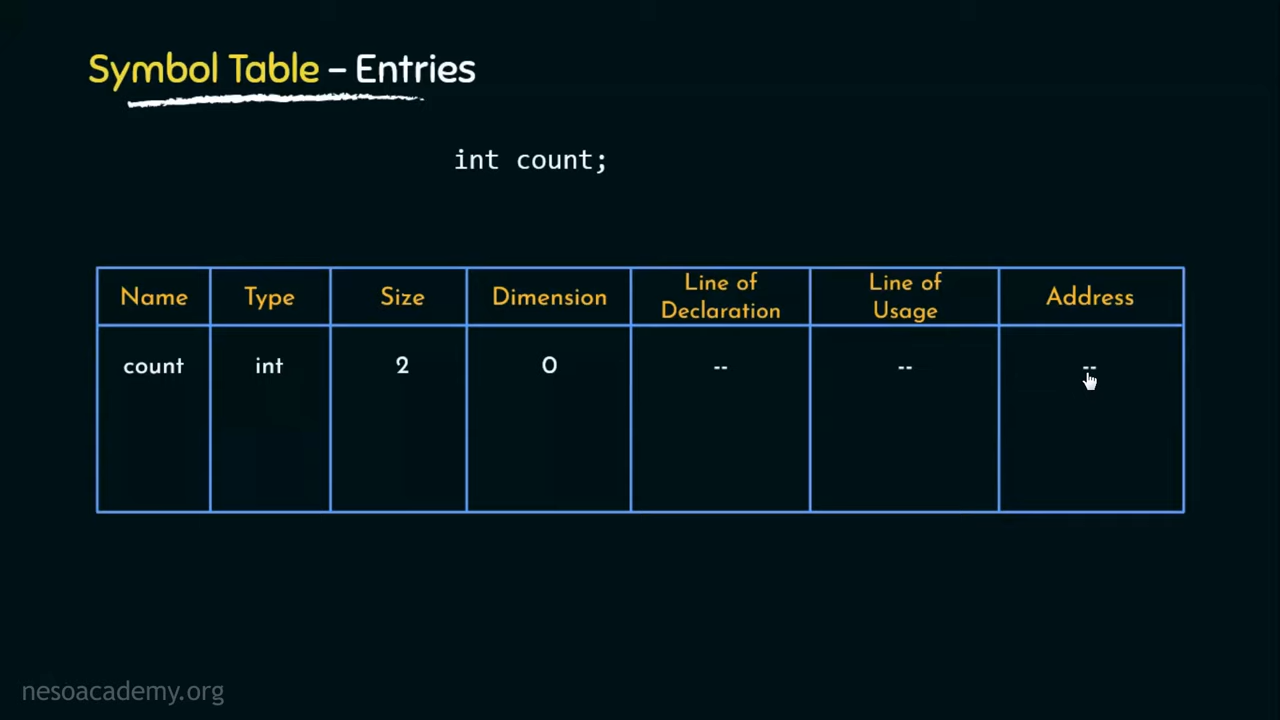 Symbol Table – Entries
int count;
Name Type Size Dimension Line of Declaration Line of Usage Address
count int 2 0 -- -- --
nesoacademy.org